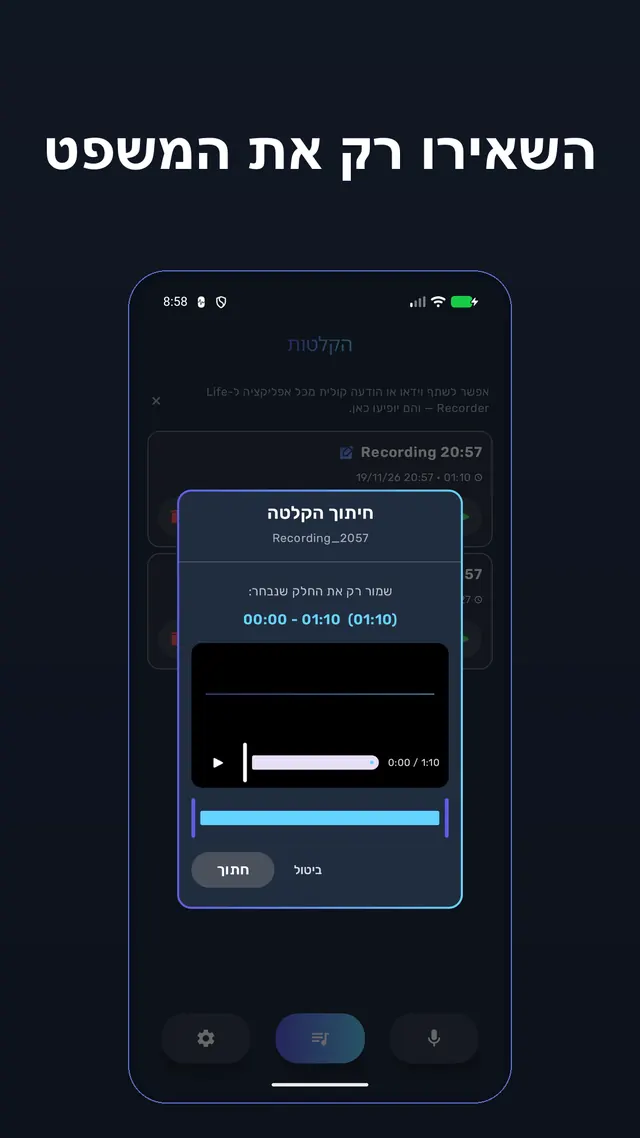 השאירו רק את המשפט
8:58
הקלטות
אפשר לשתף וידאו או הודעה קולית מכל אפליקציה ל-Life
Recorder — והם יופיעו כאן.
Recording 20:57
19/11/26 20:57 • 01:10
חיתוך הקלטה
Recording_2057
שמור רק את החלק שנבחר:
00:00 - 01:10 (01:10)
57
27
0:00 / 1:10
חתוך
ביטול